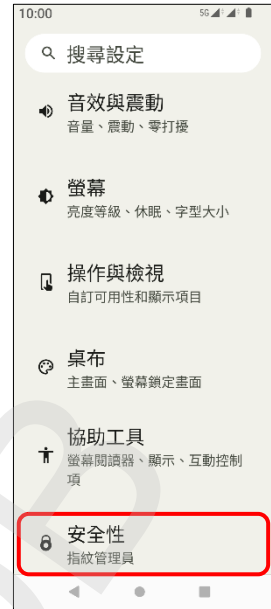 10:00 5G
搜尋設定
音效與震動
音量、震動、零打擾
螢幕
亮度等級、休眠、字型大小
操作與檢視
自訂可用性和顯示項目
桌布
主畫面、螢幕鎖定畫面
協助工具
螢幕閱讀器、顯示、互動控制
項
安全性
指紋管理員